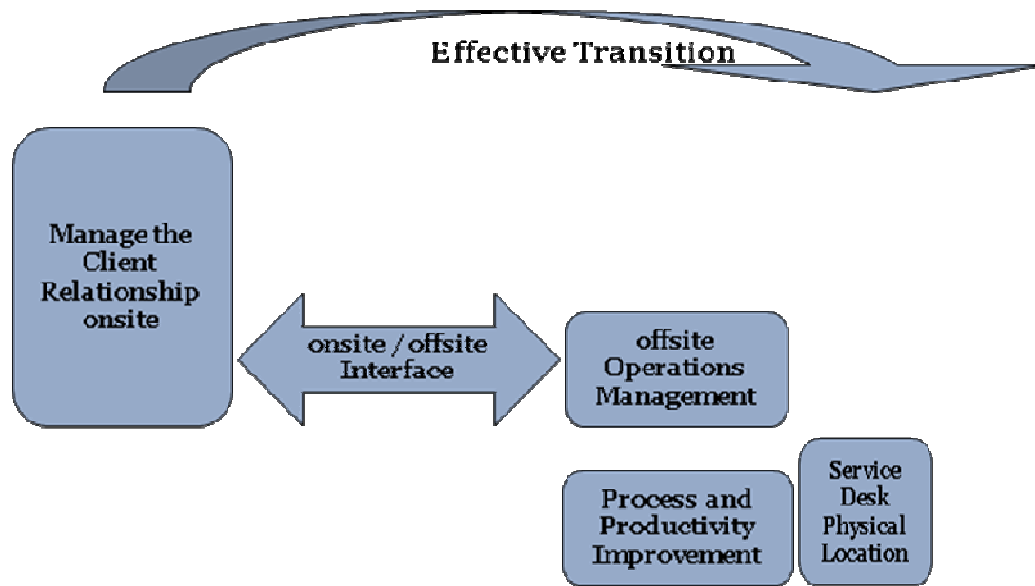 Effective Transition
Manage the
Client
Relationship
onsite
onsite / offsite
Interface
offsite
Operations
Management
Process and
Productivity
Improvement
Service
Desk
Physical
Location